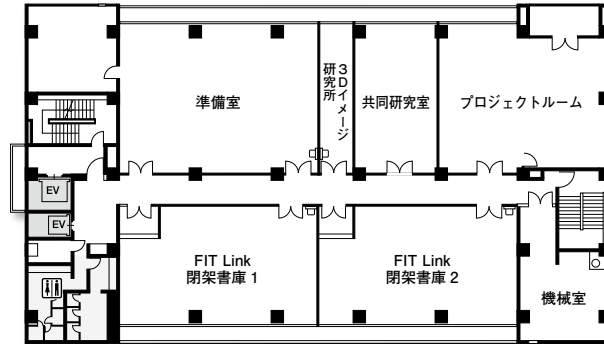 準備室
3Dイメージ
研究所
共同研究室
プロジェクトルーム
EV
EV
FIT Link
閉架書庫 1
FIT Link
閉架書庫 2
機械室